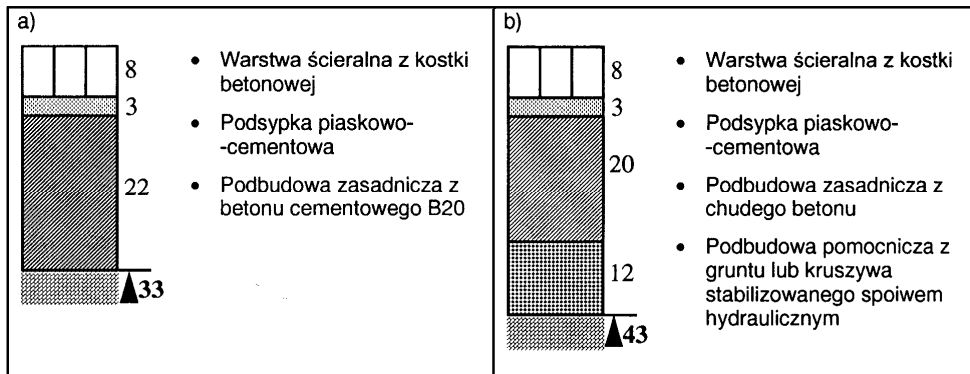 a)
8
3
22
33
• Warstwa ścieralna z kostki
betonowej
• Podsypka piaskowo-
-cementowa
• Podbudowa zasadnicza z
betonu cementowego B20
b)
8
3
20
12
43
• Warstwa ścieralna z kostki
betonowej
• Podsypka piaskowo-
-cementowa
• Podbudowa zasadnicza z
chudego betonu
• Podbudowa pomocnicza z
gruntu lub kruszywa
stabilizowanego spoiwem
hydraulicznym